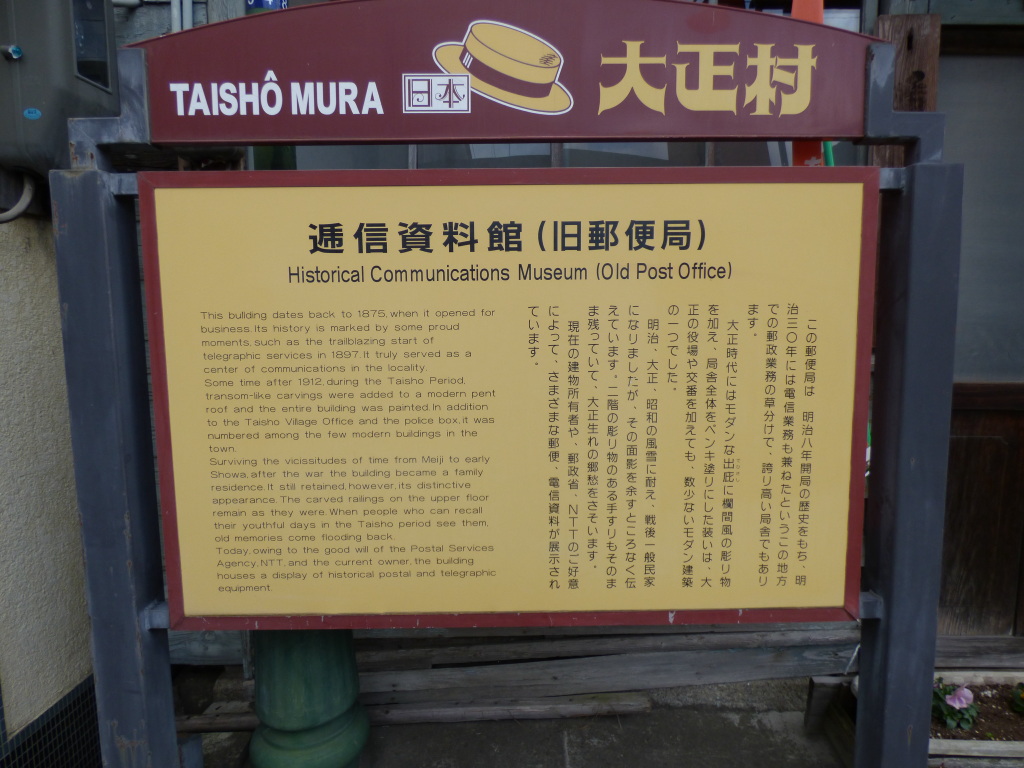 TAISHÔ MURA
日本
大正村
逓信資料館(旧郵便局)
Historical Communications Museum (Old Post Office)
This building dates back to 1875, when it opened for
business. Its history is marked by some proud
moments, such as the trailblazing start of
telegraphic services in 1897. It truly served as a
center of communications in the locality.
Some time after 1912, during the Taisho Period,
transom-like carvings were added to a modern pent
roof and the entire building was painted. In addition
to the Taisho Village Office and the police box, it was
numbered among the few modern buildings in the
town.
Surviving the vicissitudes of time from Meiji to early
Showa, after the war the building became a family
residence. It still retained, however, its distinctive
appearance. The carved railings on the upper floor
remain as they were. When people who can recall
their youthful days in the Taisho period see them,
old memories come flooding back.
Today, owing to the good will of the Postal Services
Agency, NTT, and the current owner, the building
houses a display of historical postal and telegraphic
equipment.
この郵便局は 明治八年開局の歴史をもち、明
治三〇年には電信業務も兼ねたというこの地方
での郵政業務の草分けで、誇り高い局舎でもあり
ます。
大正時代にはモダンな出庇に欄間風の彫り物
を加え、局舎全体をペンキ塗りにした装いは、大
正の役場や交番を加えても、数少ないモダン建築
の一つでした。
明治、大正、昭和の風雪に耐え、戦後一般民家
になりましたが、その面影を余すところなく伝
えています。二階の彫り物のある手すりもそのま
ま残っていて、大正生れの郷愁をさそいます。
現在の建物所有者や、郵政省、NTTのご好意
によって、さまざまな郵便、電信資料が展示され
ています。